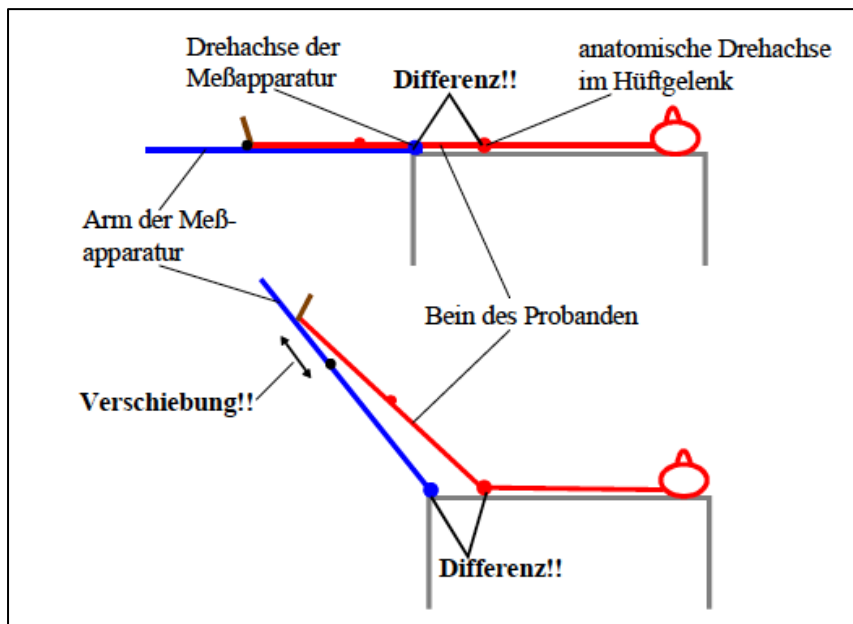 Drehachse der
Meßapparatur
Differenz!!
anatomische Drehachse
im Hüftgelenk
Arm der Meß-
apparatur
Bein des Probanden
Verschiebung!!
Differenz!!